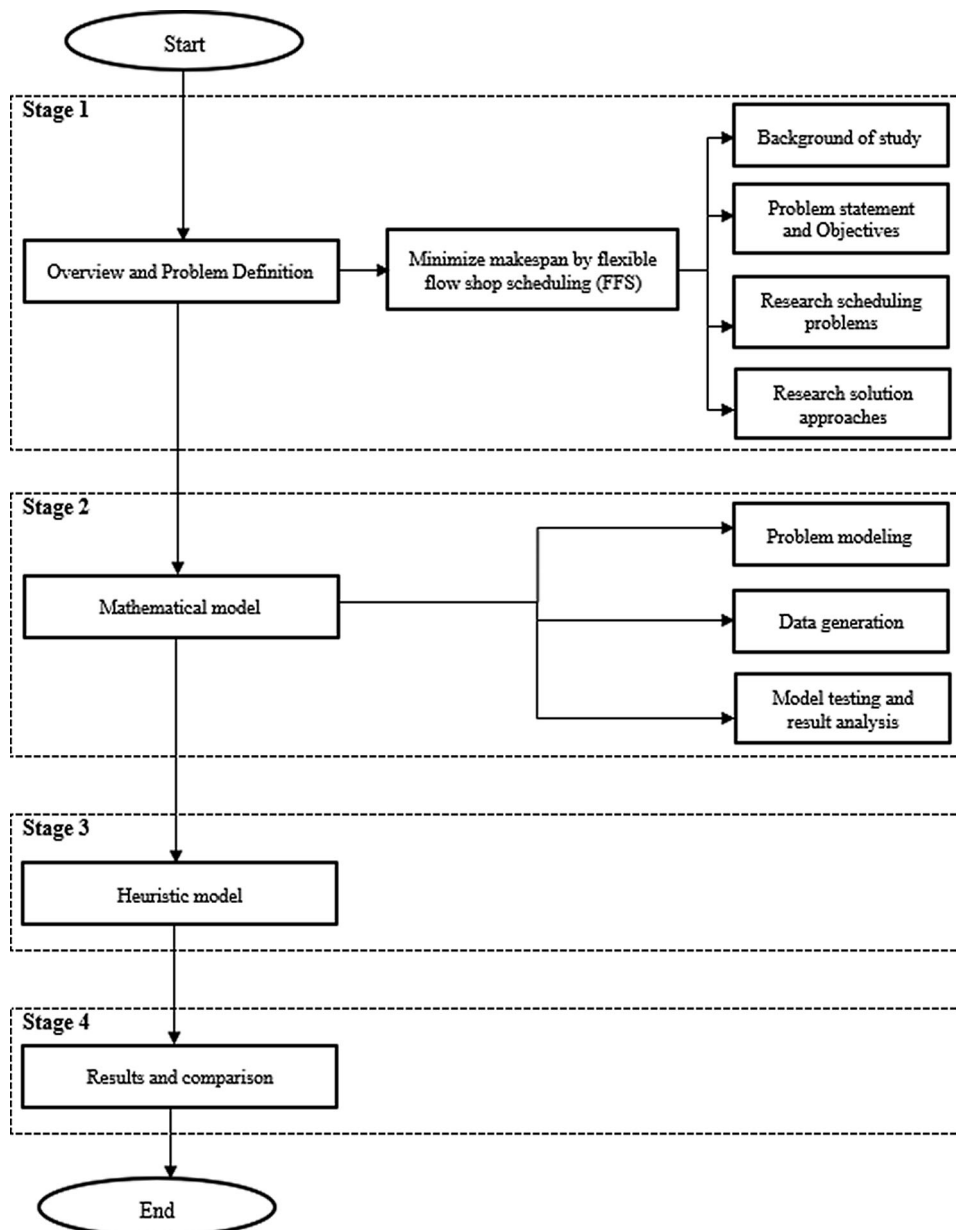 Start
Stage 1
Overview and Problem Definition
Minimize makespan by flexible
flow shop scheduling (FFS)
Background of study
Problem statement
and Objectives
Research scheduling
problems
Research solution
approaches
Stage 2
Mathematical model
Problem modeling
Data generation
Model testing and
result analysis
Stage 3
Heuristic model
Stage 4
Results and comparison
End